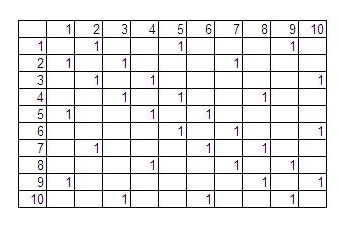 1 2 3 4 5 6 7 8 9 10
1 1 1 1
2 1 1 1
3 1 1 1
4 1 1 1
5 1 1 1
6 1 1 1
7 1 1 1
8 1 1 1
9 1 1 1
10 1 1 1